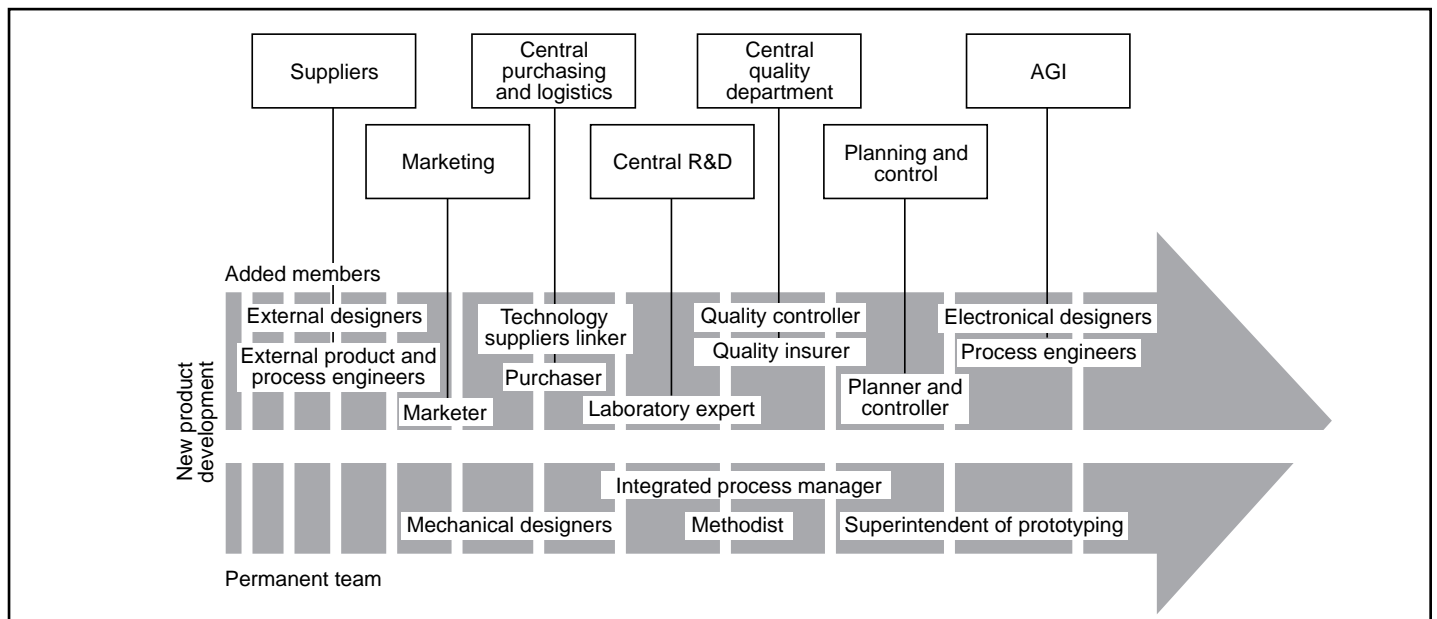 Suppliers
Central
purchasing
and logistics
Central
quality
department
AGI
Marketing
Central R&D
Planning and
control
Added members
External designers
External product and
process engineers
Marketer
Technology
suppliers linker
Purchaser
Laboratory expert
Quality controller
Quality insurer
Planner and
controller
Electronical designers
Process engineers
New product
development
Integrated process manager
Mechanical designers
Methodist
Superintendent of prototyping
Permanent team